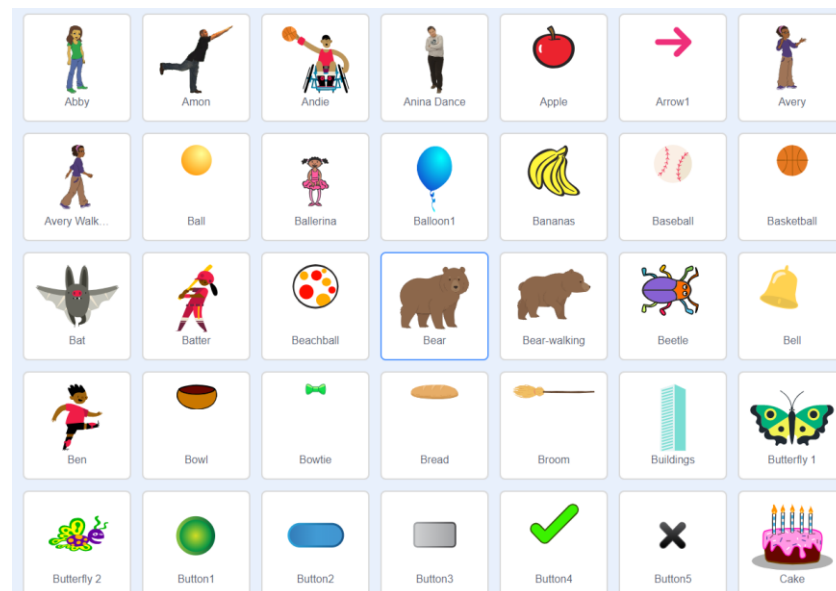 Abby
Amon
Andie
Anina Dance
Apple
Arrow1
Avery
Avery Walk...
Ball
Ballerina
Balloon1
Bananas
Baseball
Basketball
Bat
Batter
Beachball
Bear
Bear-walking
Beetle
Bell
Ben
Bowl
Bowtie
Bread
Broom
Buildings
Butterfly 1
Butterfly 2
Button1
Button2
Button3
Button4
Button5
Cake